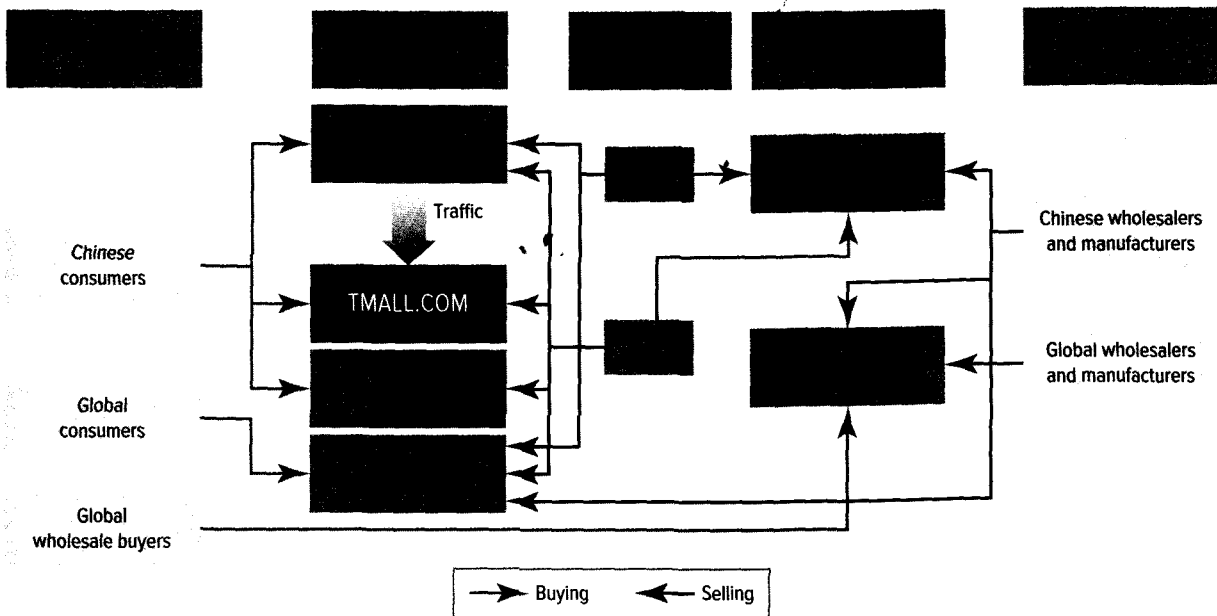 Traffic
Chinese
consumers
TMALL.COM
Global
consumers
Global
wholesale buyers
Chinese wholesalers
and manufacturers
Global wholesalers
and manufacturers
Buying
Selling